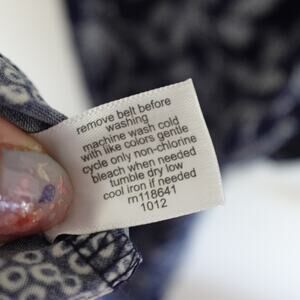 remove belt before
washing
machine wash cold
with like colors gentle
cycle only non-chlorine
bleach when needed
tumble dry low
cool iron if needed
m118641
1012